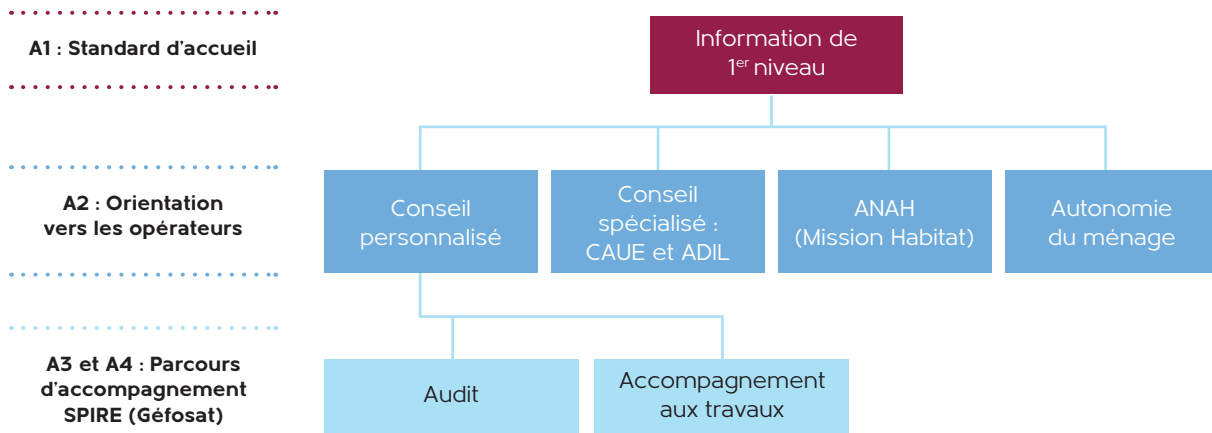 A1 : Standard d'accueil
Information de
1er niveau
A2 : Orientation
vers les opérateurs
Conseil
personnalisé
Conseil
spécialisé :
CAUE et ADIL
ANAH
(Mission Habitat)
Autonomie
du ménage
A3 et A4 : Parcours
d'accompagnement
SPIRE (Géfosat)
Audit
Accompagnement
aux travaux